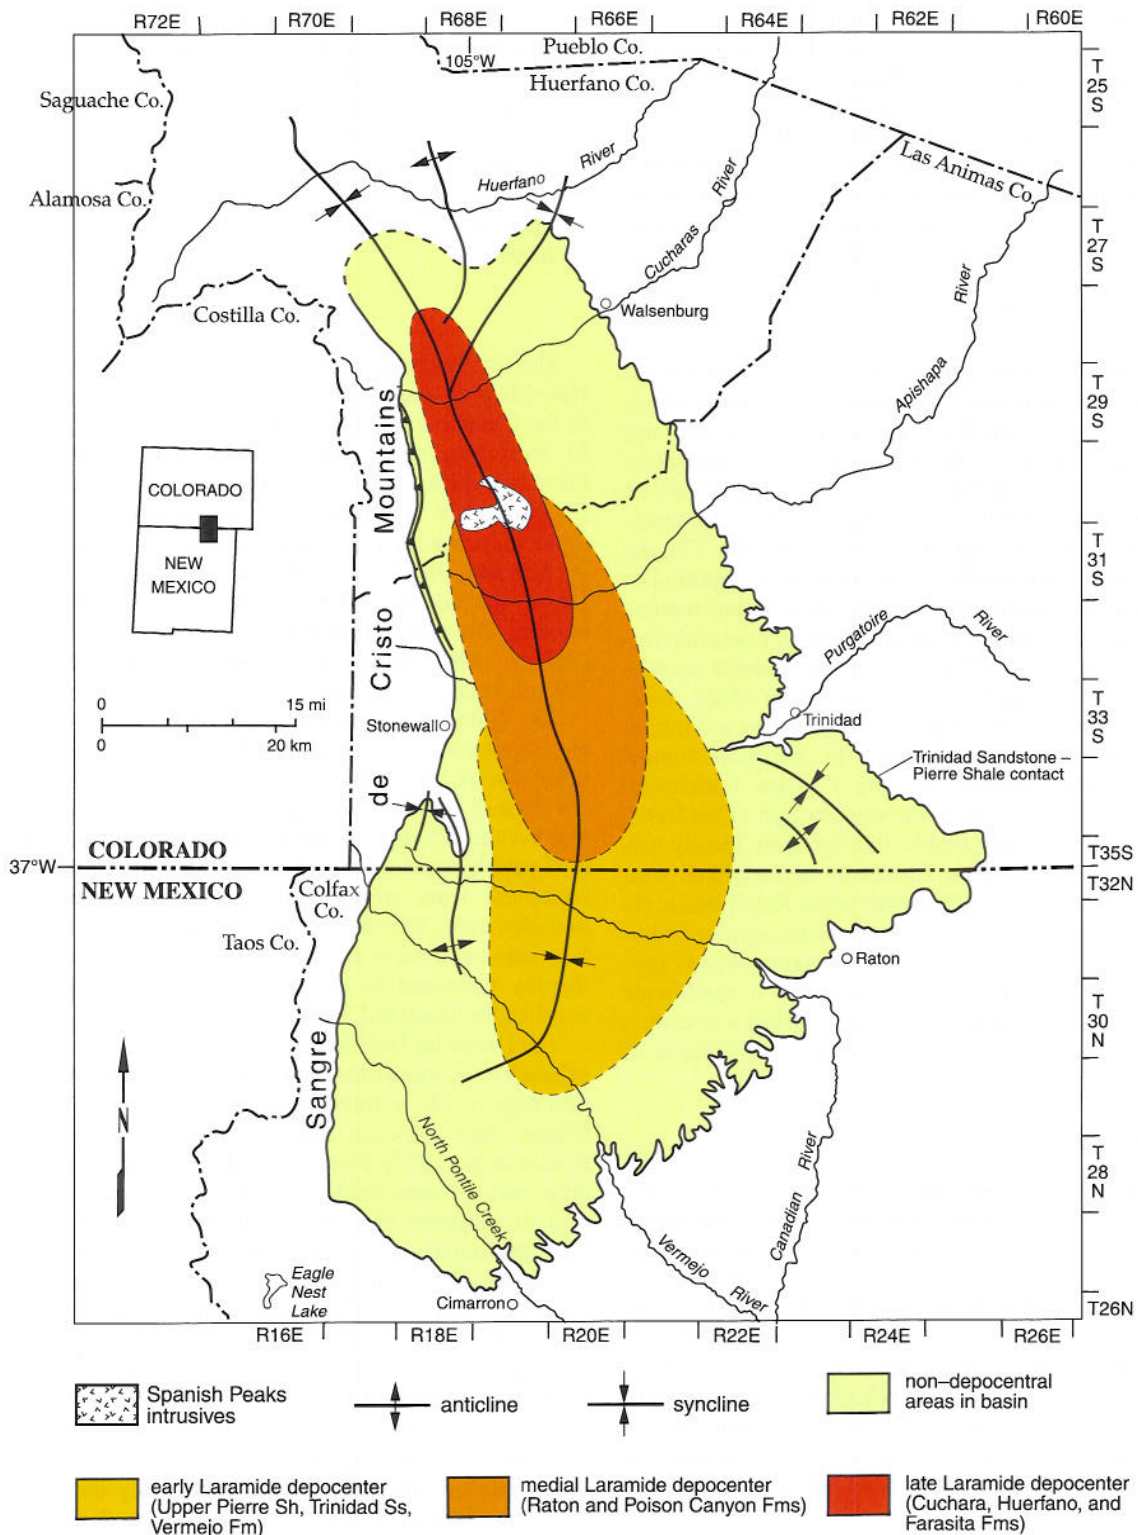 R72E R70E R68E R66E R64E R62E R60E
105°W
Pueblo Co.
Huerfano Co.
T
25
S
Saguache Co.
Las Animas Co.
River
Huerfano
River
Alamosa Co.
T
27
S
Cucharas
River
Costilla Co.
Walsenburg
T
29
S
Apishapa
Mountains
COLORADO
NEW
MEXICO
T
31
S
Cristo
Purgatoire
River
0 15 mi
0 20 km
Stonewall
Trinidad
T
33
S
Trinidad Sandstone –
Pierre Shale contact
de
COLORADO
37°W
NEW MEXICO
T35S
T32N
Colfax
Co.
Taos Co.
Raton
T
30
N
Sangre
N
North Pontile Creek
Canadian
River
T
28
N
Vermejo
River
Eagle
Nest
Lake
Cimarron
T26N
R16E R18E R20E R22E R24E R26E
Spanish Peaks
intrusives
anticline
syncline
non–depocentral
areas in basin
early Laramide depocenter
(Upper Pierre Sh, Trinidad Ss,
Vermejo Fm)
medial Laramide depocenter
(Raton and Poison Canyon Fms)
late Laramide depocenter
(Cuchara, Huerfano, and
Farasita Fms)